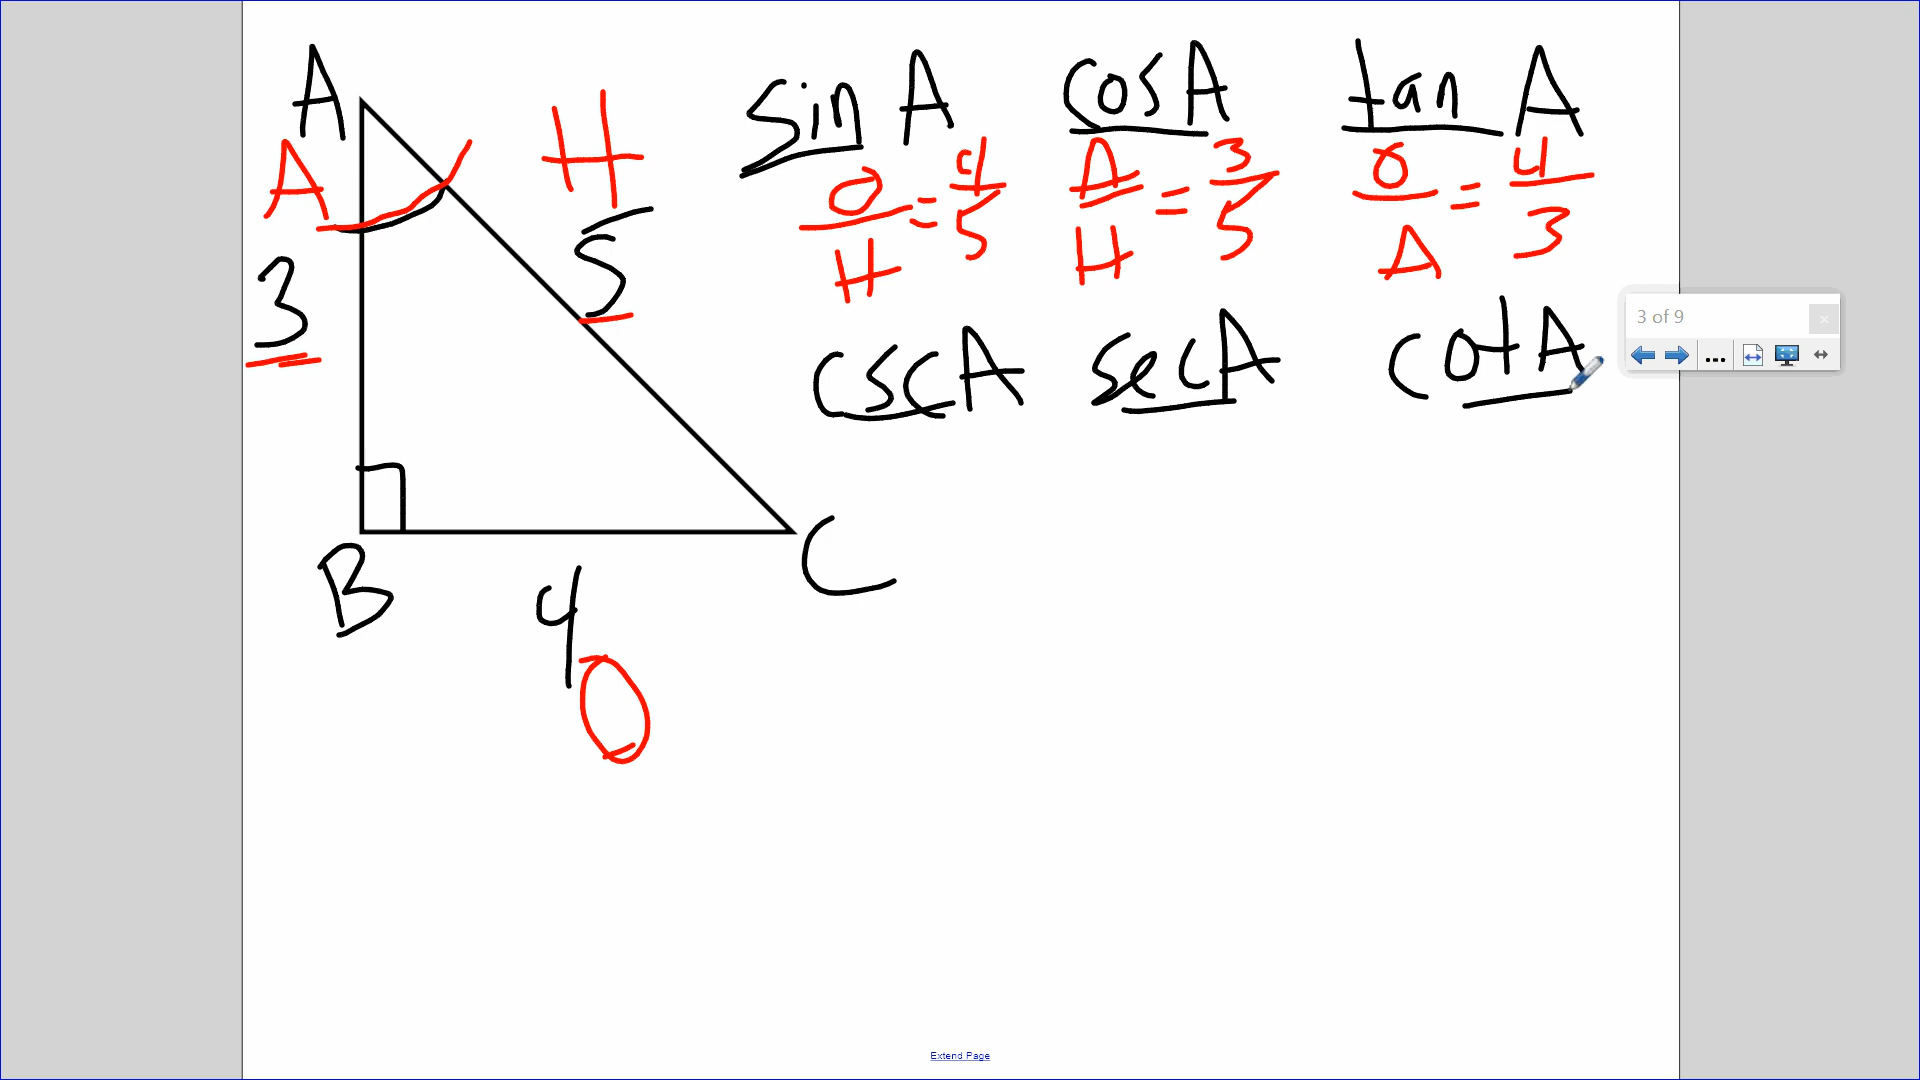 A
A
3
H
5
B
4
O
C
sin A
O/H = 4/5
cos A
A/H = 3/5
tan A
O/A = 4/3
csc A sec A cot A
3 of 9
...
Extend Page